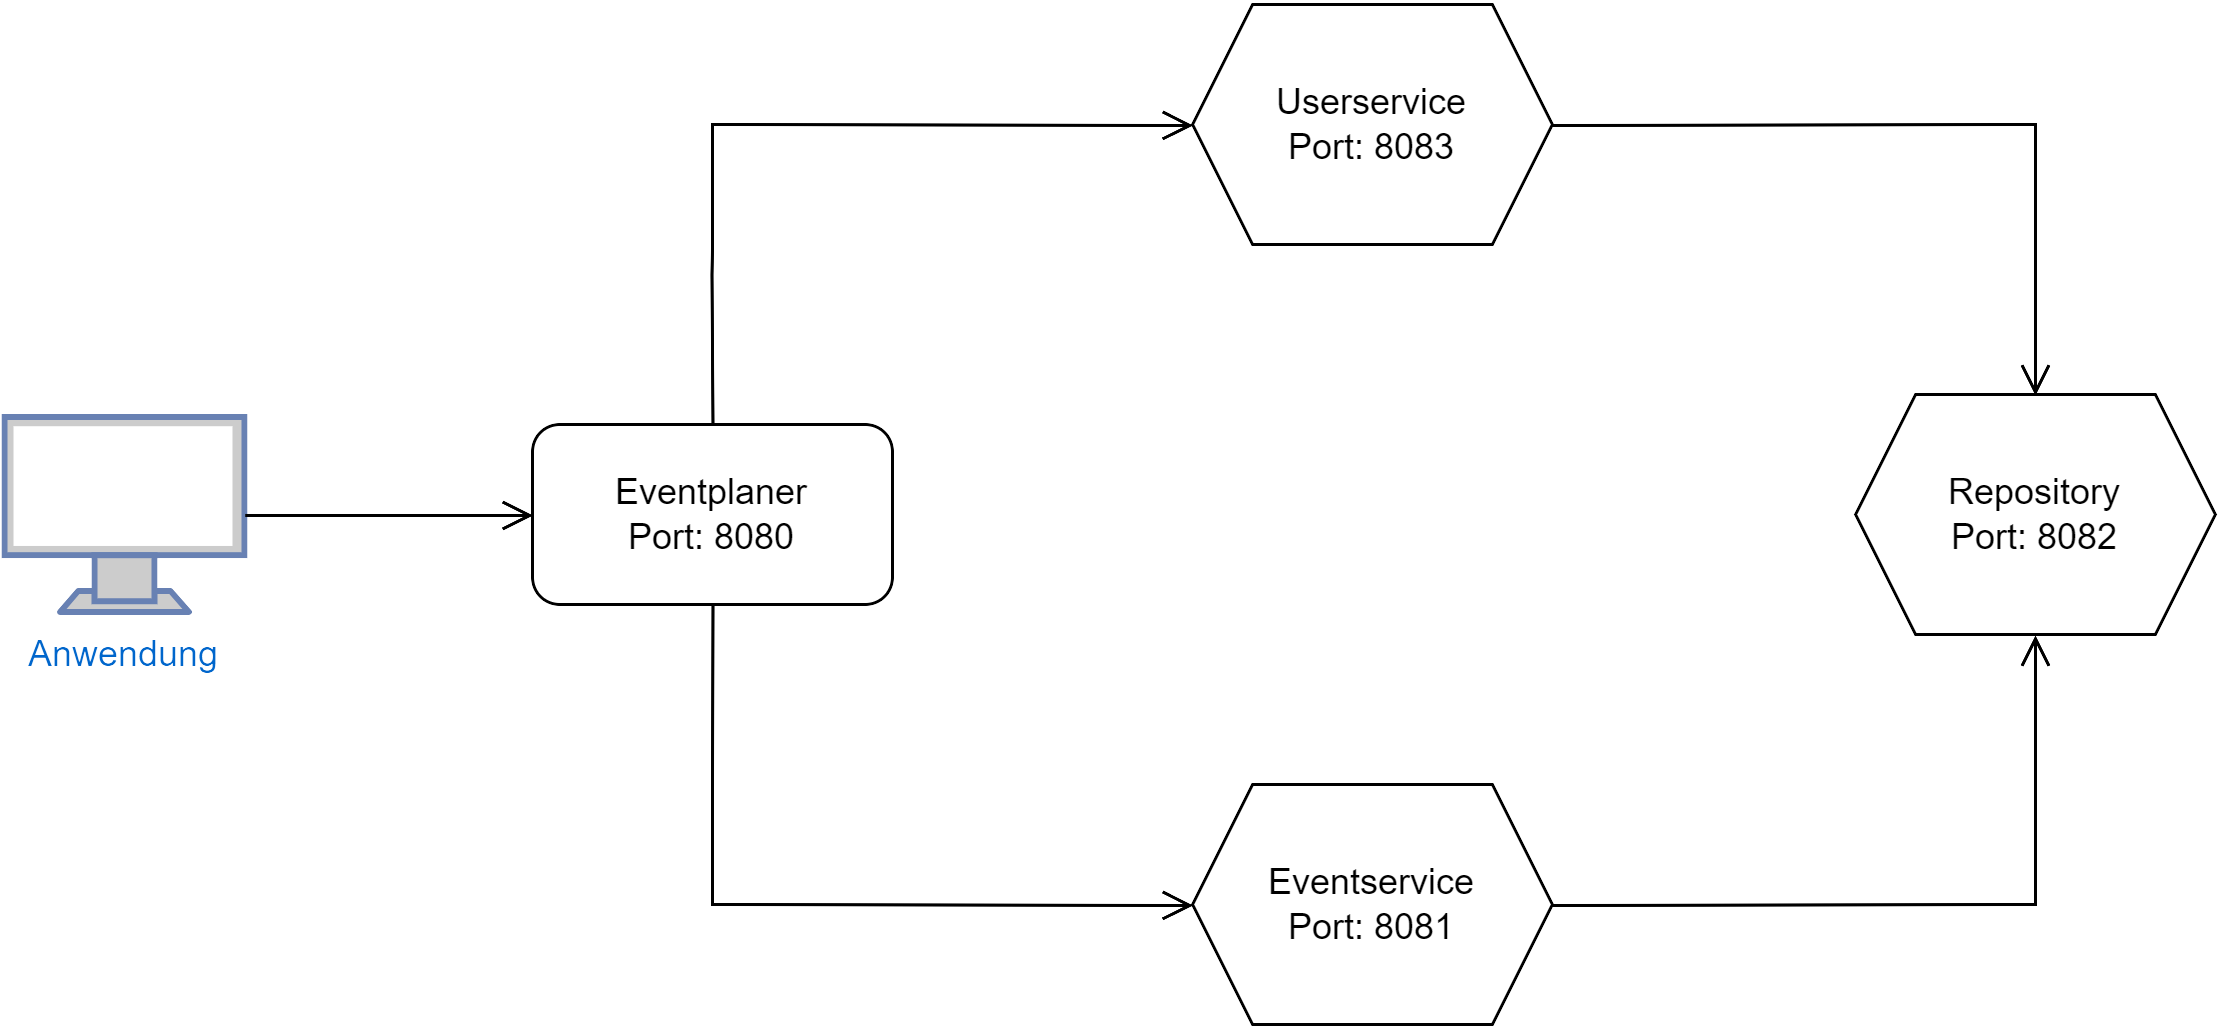 Userservice
Port: 8083
Eventplaner
Port: 8080
Repository
Port: 8082
Anwendung
Eventservice
Port: 8081